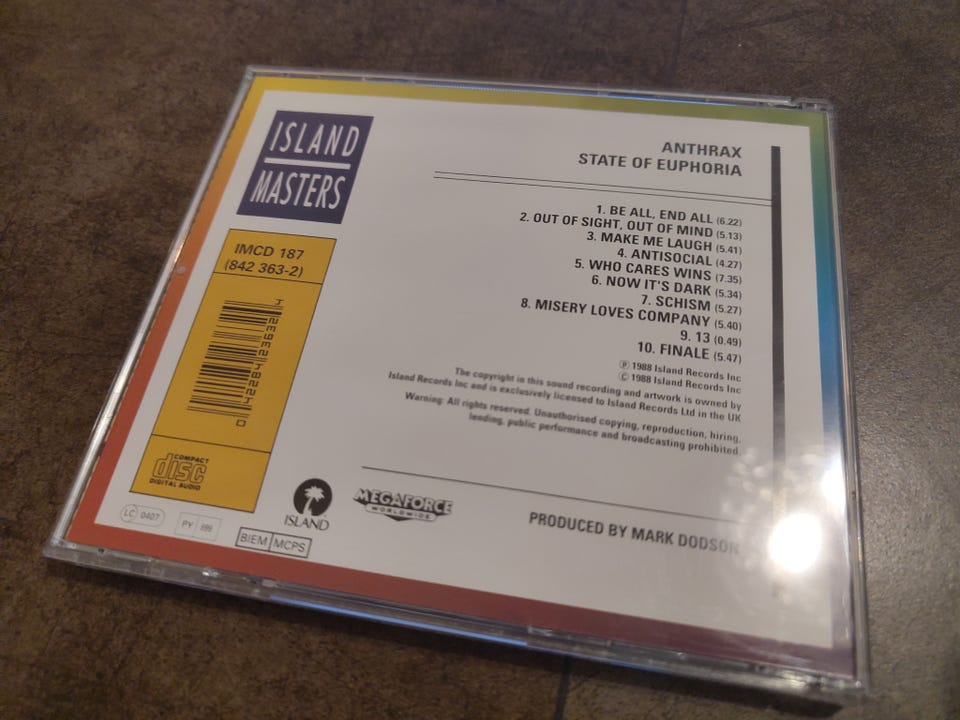 ISLAND
MASTERS
IMCD 187
(842 363-2)
COMPACT
disc
DIGITAL AUDIO
ANTHRAX
STATE OF EUPHORIA
1. BE ALL, END ALL (6.22)
2. OUT OF SIGHT, OUT OF MIND (5.13)
3. MAKE ME LAUGH (5.41)
4. ANTISOCIAL (4.27)
5. WHO CARES WINS (7.35)
6. NOW IT'S DARK (5.34)
7. SCHISM (5.27)
8. MISERY LOVES COMPANY (5.40)
9. 13 (0.49)
10. FINALE (5.47)
Ⓟ 1988 Island Records Inc
© 1988 Island Records Inc
The copyright in this sound recording and artwork is owned by
Island Records Inc and is exclusively licensed to Island Records Ltd in the UK
Warning: All rights reserved. Unauthorised copying, reproduction, hiring,
lending, public performance and broadcasting prohibited.
LC 0407
PY
BIEM MCPS
ISLAND
MEGAFORCE
WORLDWIDE
PRODUCED BY MARK DODSON